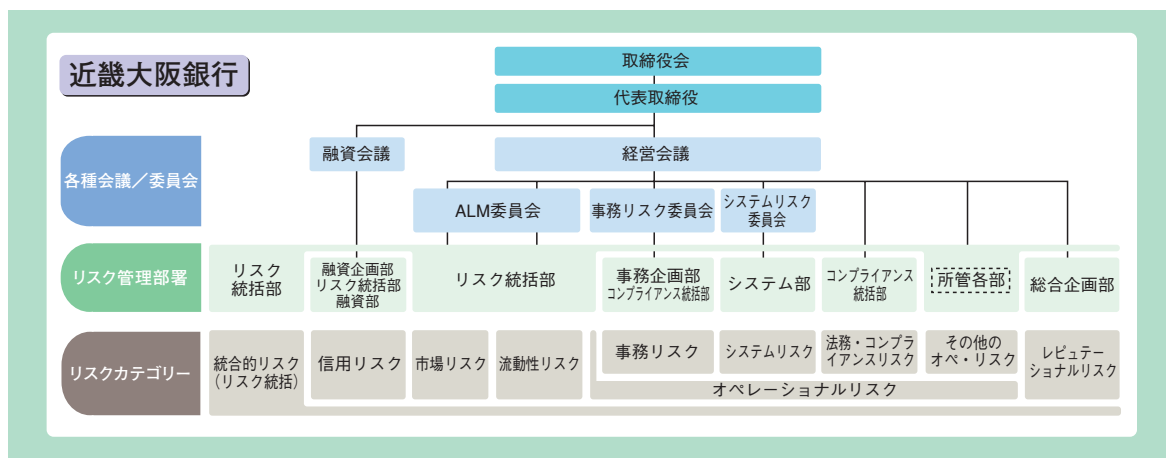 近畿大阪銀行
取締役会
代表取締役
各種会議／委員会
融資会議
経営会議
ALM委員会
事務リスク委員会
システムリスク
委員会
リスク管理部署
リスク
統括部
融資企画部
リスク統括部
融資部
リスク統括部
事務企画部
コンプライアンス統括部
システム部
コンプライアンス
統括部
所管各部
総合企画部
リスクカテゴリー
統合的リスク
（リスク統括）
信用リスク
市場リスク
流動性リスク
事務リスク
システムリスク
法務・コンプラ
イアンスリスク
その他の
オペ・リスク
レピュテー
ショナルリスク
オペレーショナルリスク